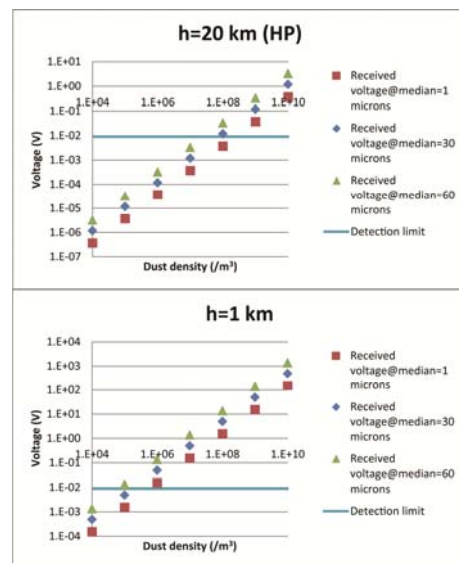 h=20 km (HP)
1.E+01
1.E+00
1.E+04 1.E+06 1.E+08 1.E+10
1.E-01
1.E-02
1.E-03
1.E-04
1.E-05
1.E-06
1.E-07
Voltage (V)
Dust density (/m³)
Received
voltage@median=1
microns
Received
voltage@median=30
microns
Received
voltage@median=60
microns
Detection limit
h=1 km
1.E+04
1.E+03
1.E+02
1.E+01
1.E+00
1.E+04 1.E+06 1.E+08 1.E+10
1.E-01
1.E-02
1.E-03
1.E-04
Voltage (V)
Dust density (/m³)
Received
voltage@median=1
microns
Received
voltage@median=30
microns
Received
voltage@median=60
microns
Detection limit